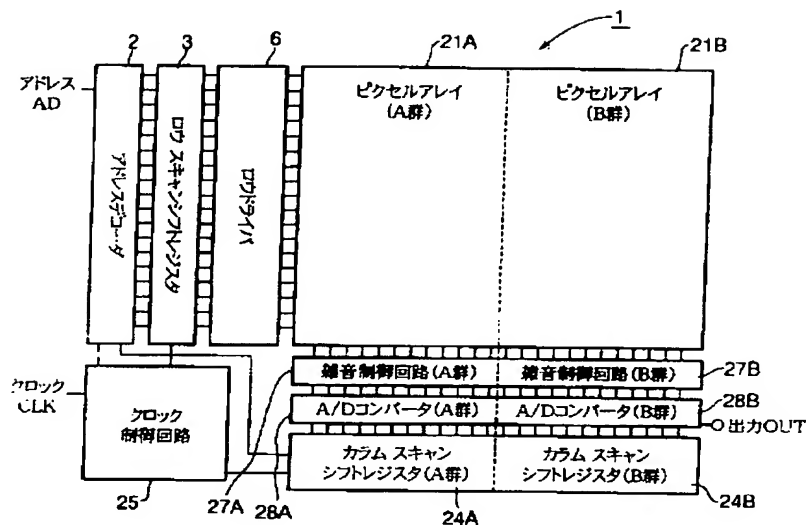 1
2
3
6
21A
21B
アドレス
AD
アドレスデコーダ
ロウ スキャンシフトレジスタ
ロウドライバ
ピクセルアレイ
(A群)
ピクセルアレイ
(B群)
雑音制御回路(A群)
雑音制御回路(B群)
27B
A/Dコンバータ(A群)
A/Dコンバータ(B群)
28B
出力OUT
クロック
CLK
クロック
制御回路
カラム スキャン
シフトレジスタ(A群)
カラム スキャン
シフトレジスタ(B群)
25
27A
28A
24A
24B